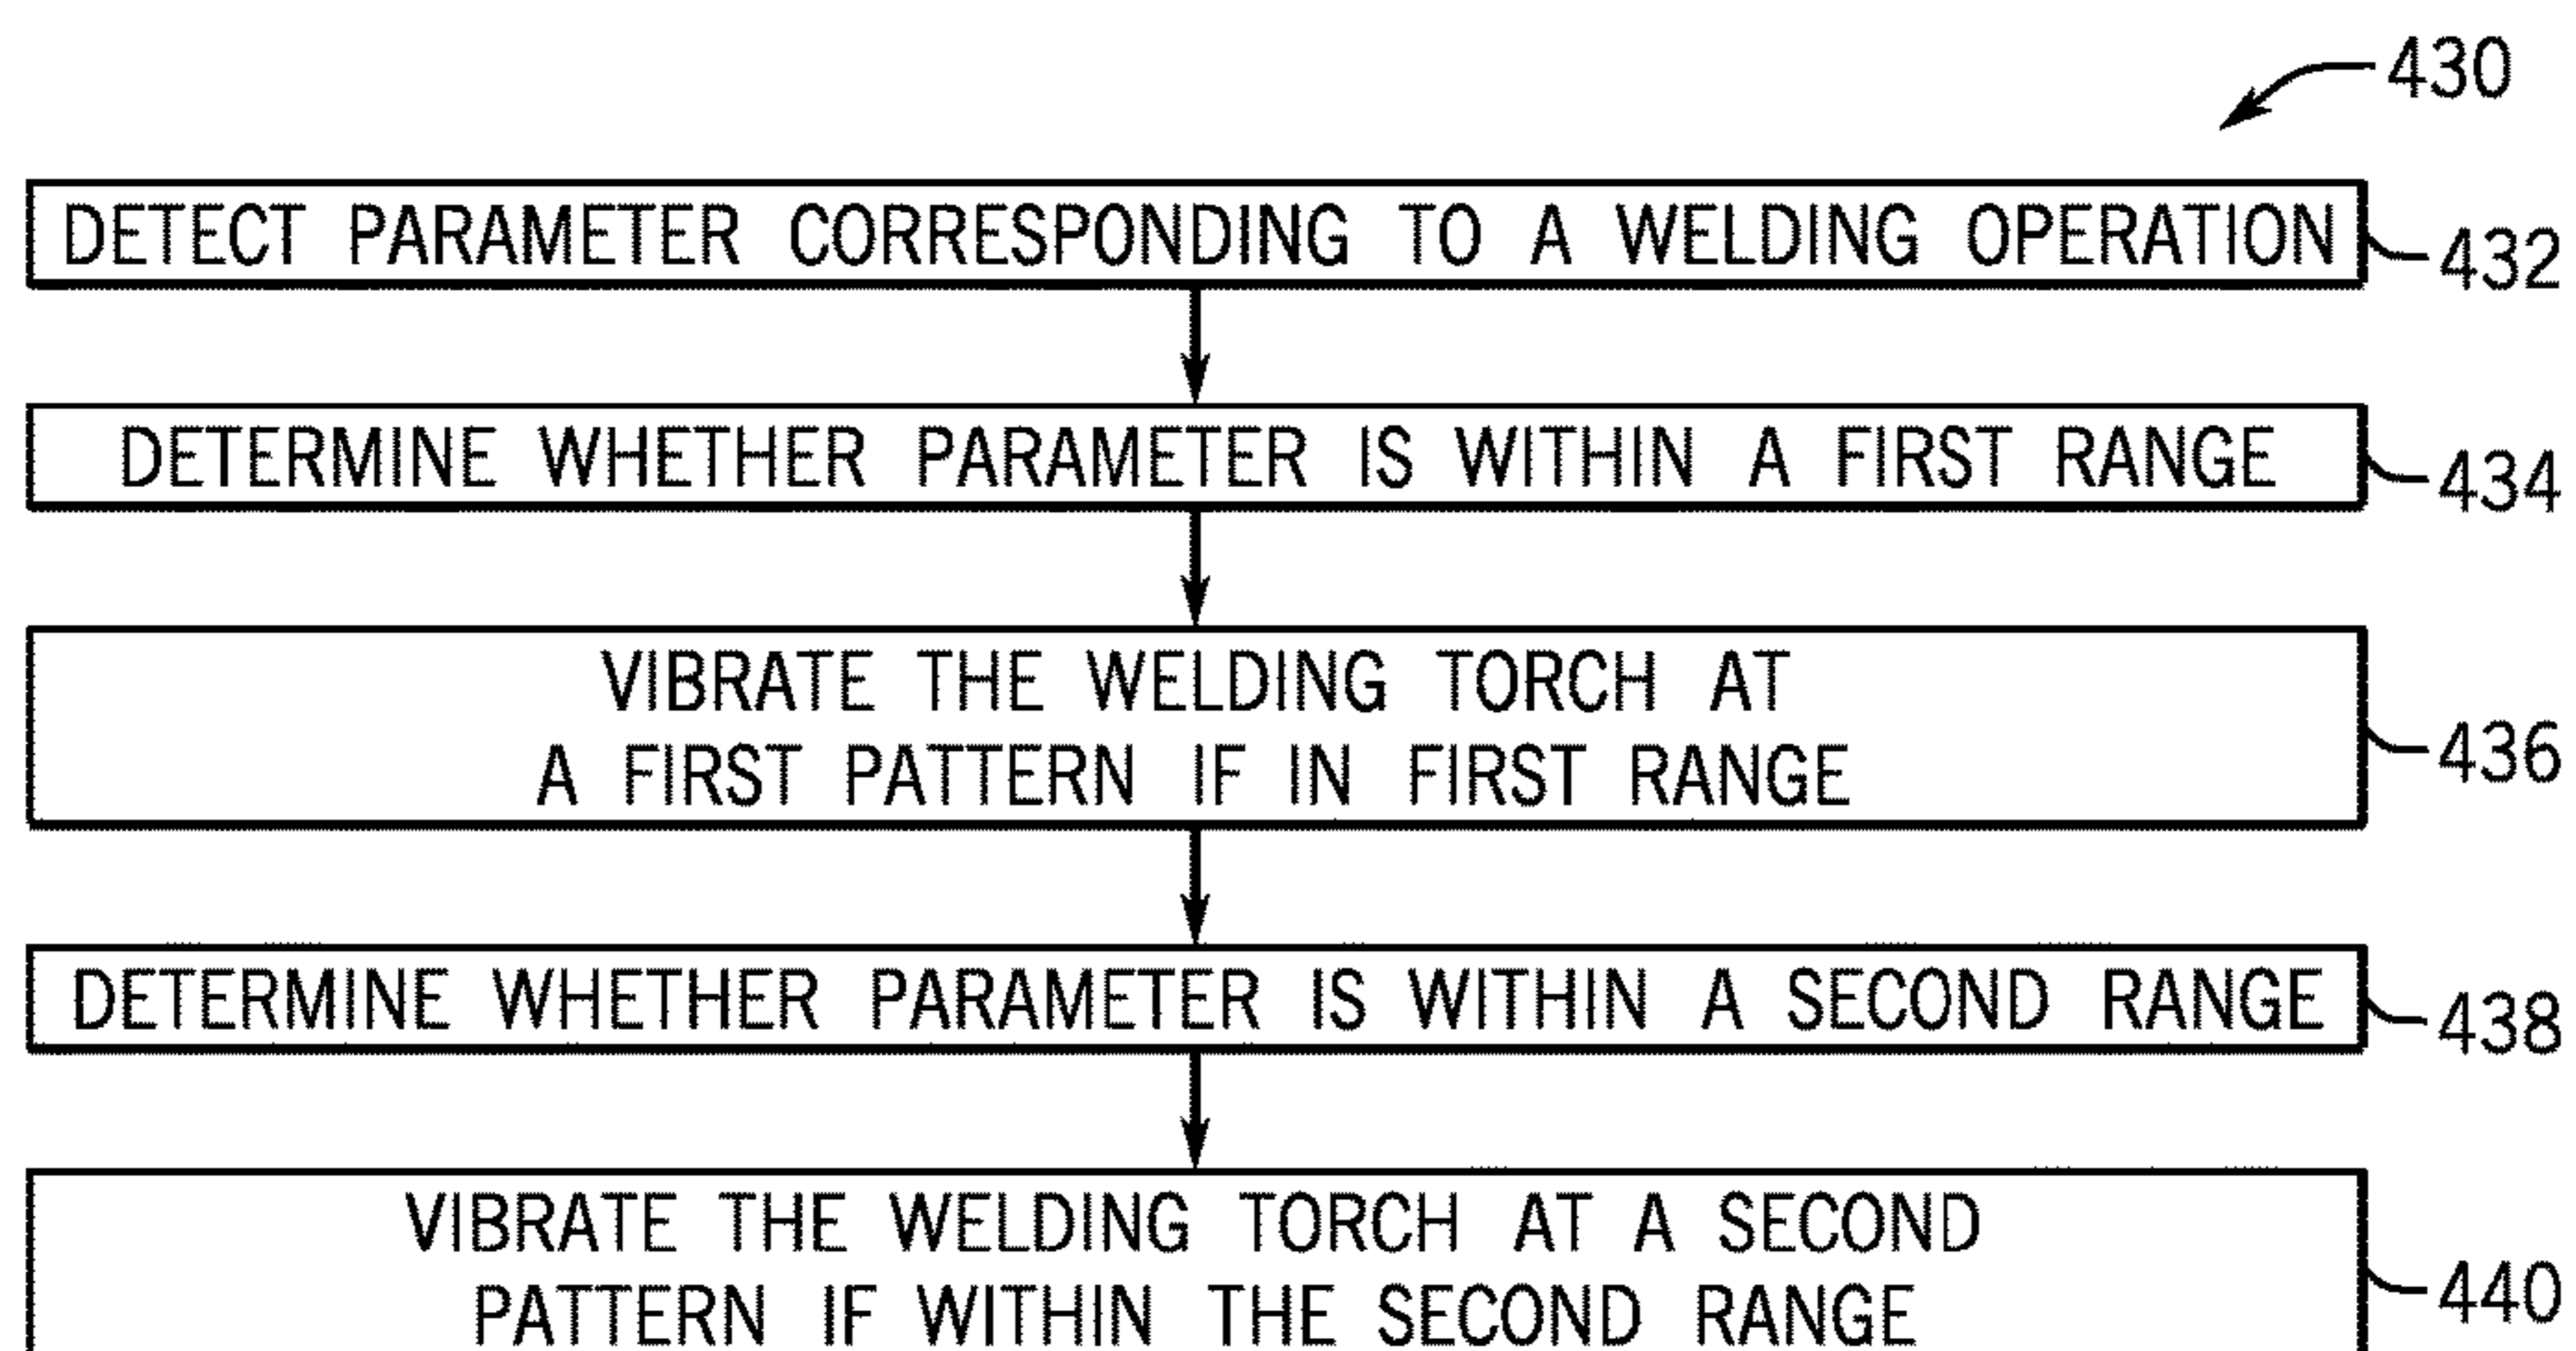 430
DETECT PARAMETER CORRESPONDING TO A WELDING OPERATION
432
DETERMINE WHETHER PARAMETER IS WITHIN A FIRST RANGE
434
VIBRATE THE WELDING TORCH AT
A FIRST PATTERN IF IN FIRST RANGE
436
DETERMINE WHETHER PARAMETER IS WITHIN A SECOND RANGE
438
VIBRATE THE WELDING TORCH AT A SECOND
PATTERN IF WITHIN THE SECOND RANGE
440